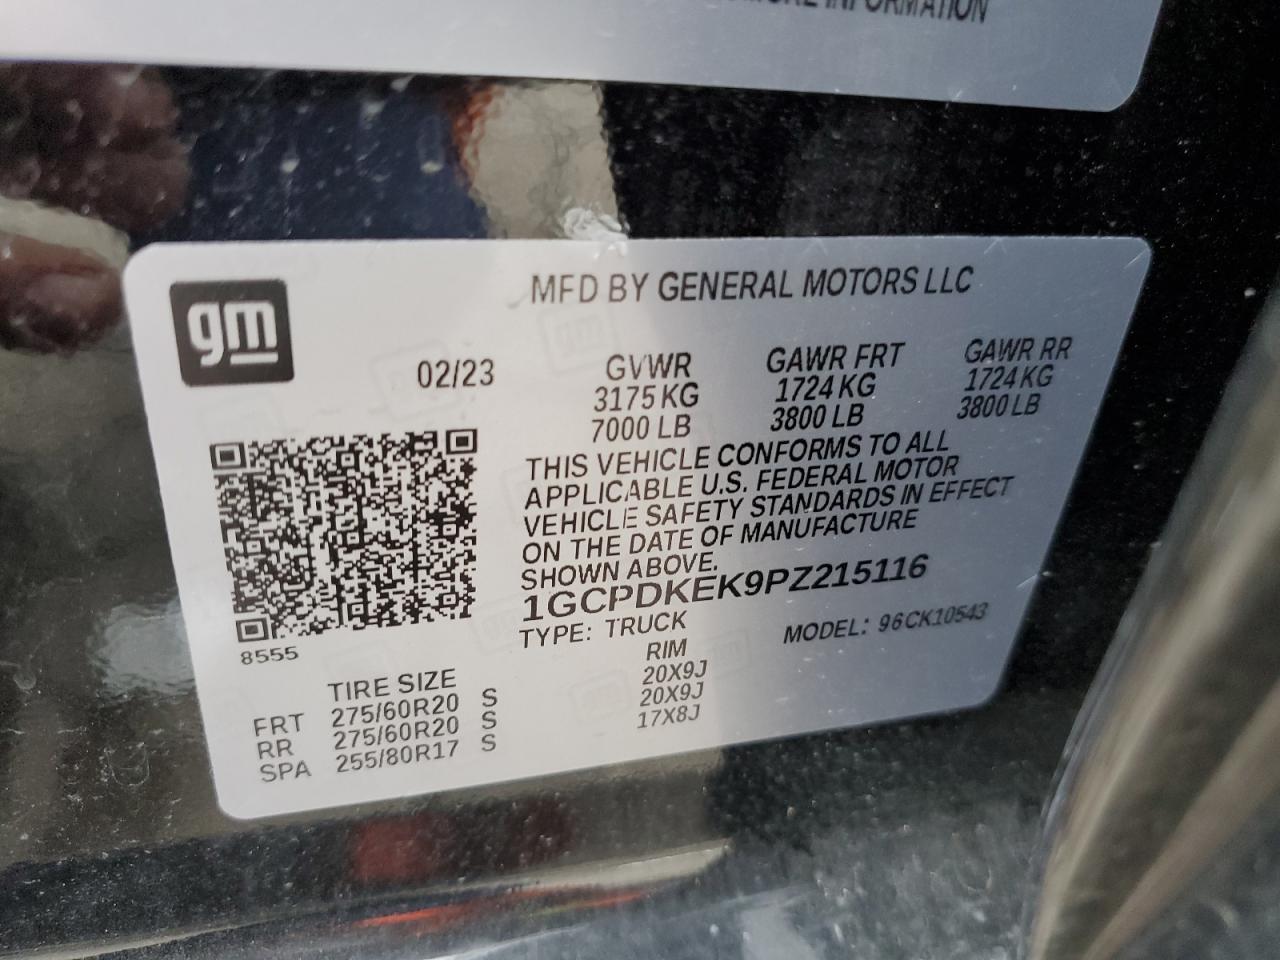 MORE INFORMATION
gm
MFD BY GENERAL MOTORS LLC
02/23
GVWR GAWR FRT GAWR RR
3175 KG 1724 KG 1724 KG
7000 LB 3800 LB 3800 LB
THIS VEHICLE CONFORMS TO ALL
APPLICABLE U.S. FEDERAL MOTOR
VEHICLE SAFETY STANDARDS IN EFFECT
ON THE DATE OF MANUFACTURE
SHOWN ABOVE.
1GCPDKEK9PZ215116
TYPE: TRUCK MODEL: 96CK10543
8555
TIRE SIZE RIM
FRT 275/60R20 S 20X9J
RR 275/60R20 S 20X9J
SPA 255/80R17 S 17X8J